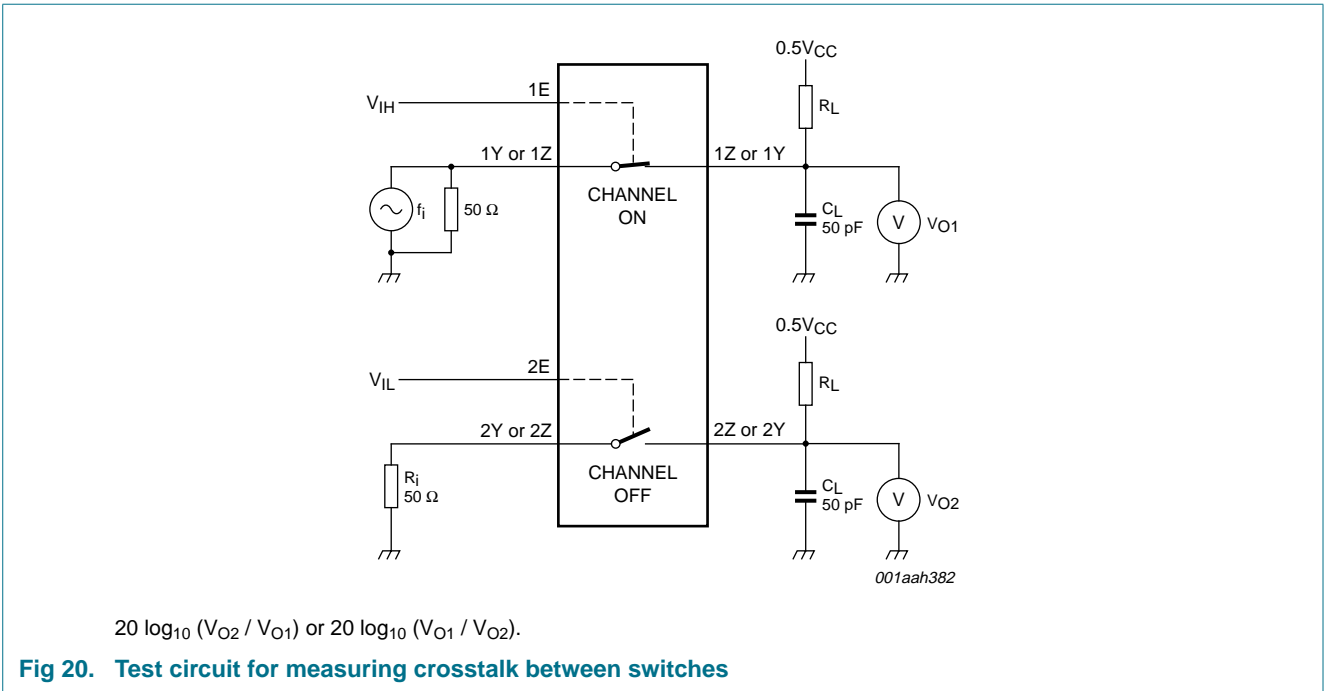 0.5VCC
RL
VIH
1E
1Y or 1Z
1Z or 1Y
fi
50 Ω
CHANNEL
ON
CL
50 pF
V
VO1
0.5VCC
RL
VIL
2E
2Y or 2Z
2Z or 2Y
Ri
50 Ω
CHANNEL
OFF
CL
50 pF
V
VO2
001aah382
20 log10 (VO2 / VO1) or 20 log10 (VO1 / VO2).
Fig 20. Test circuit for measuring crosstalk between switches